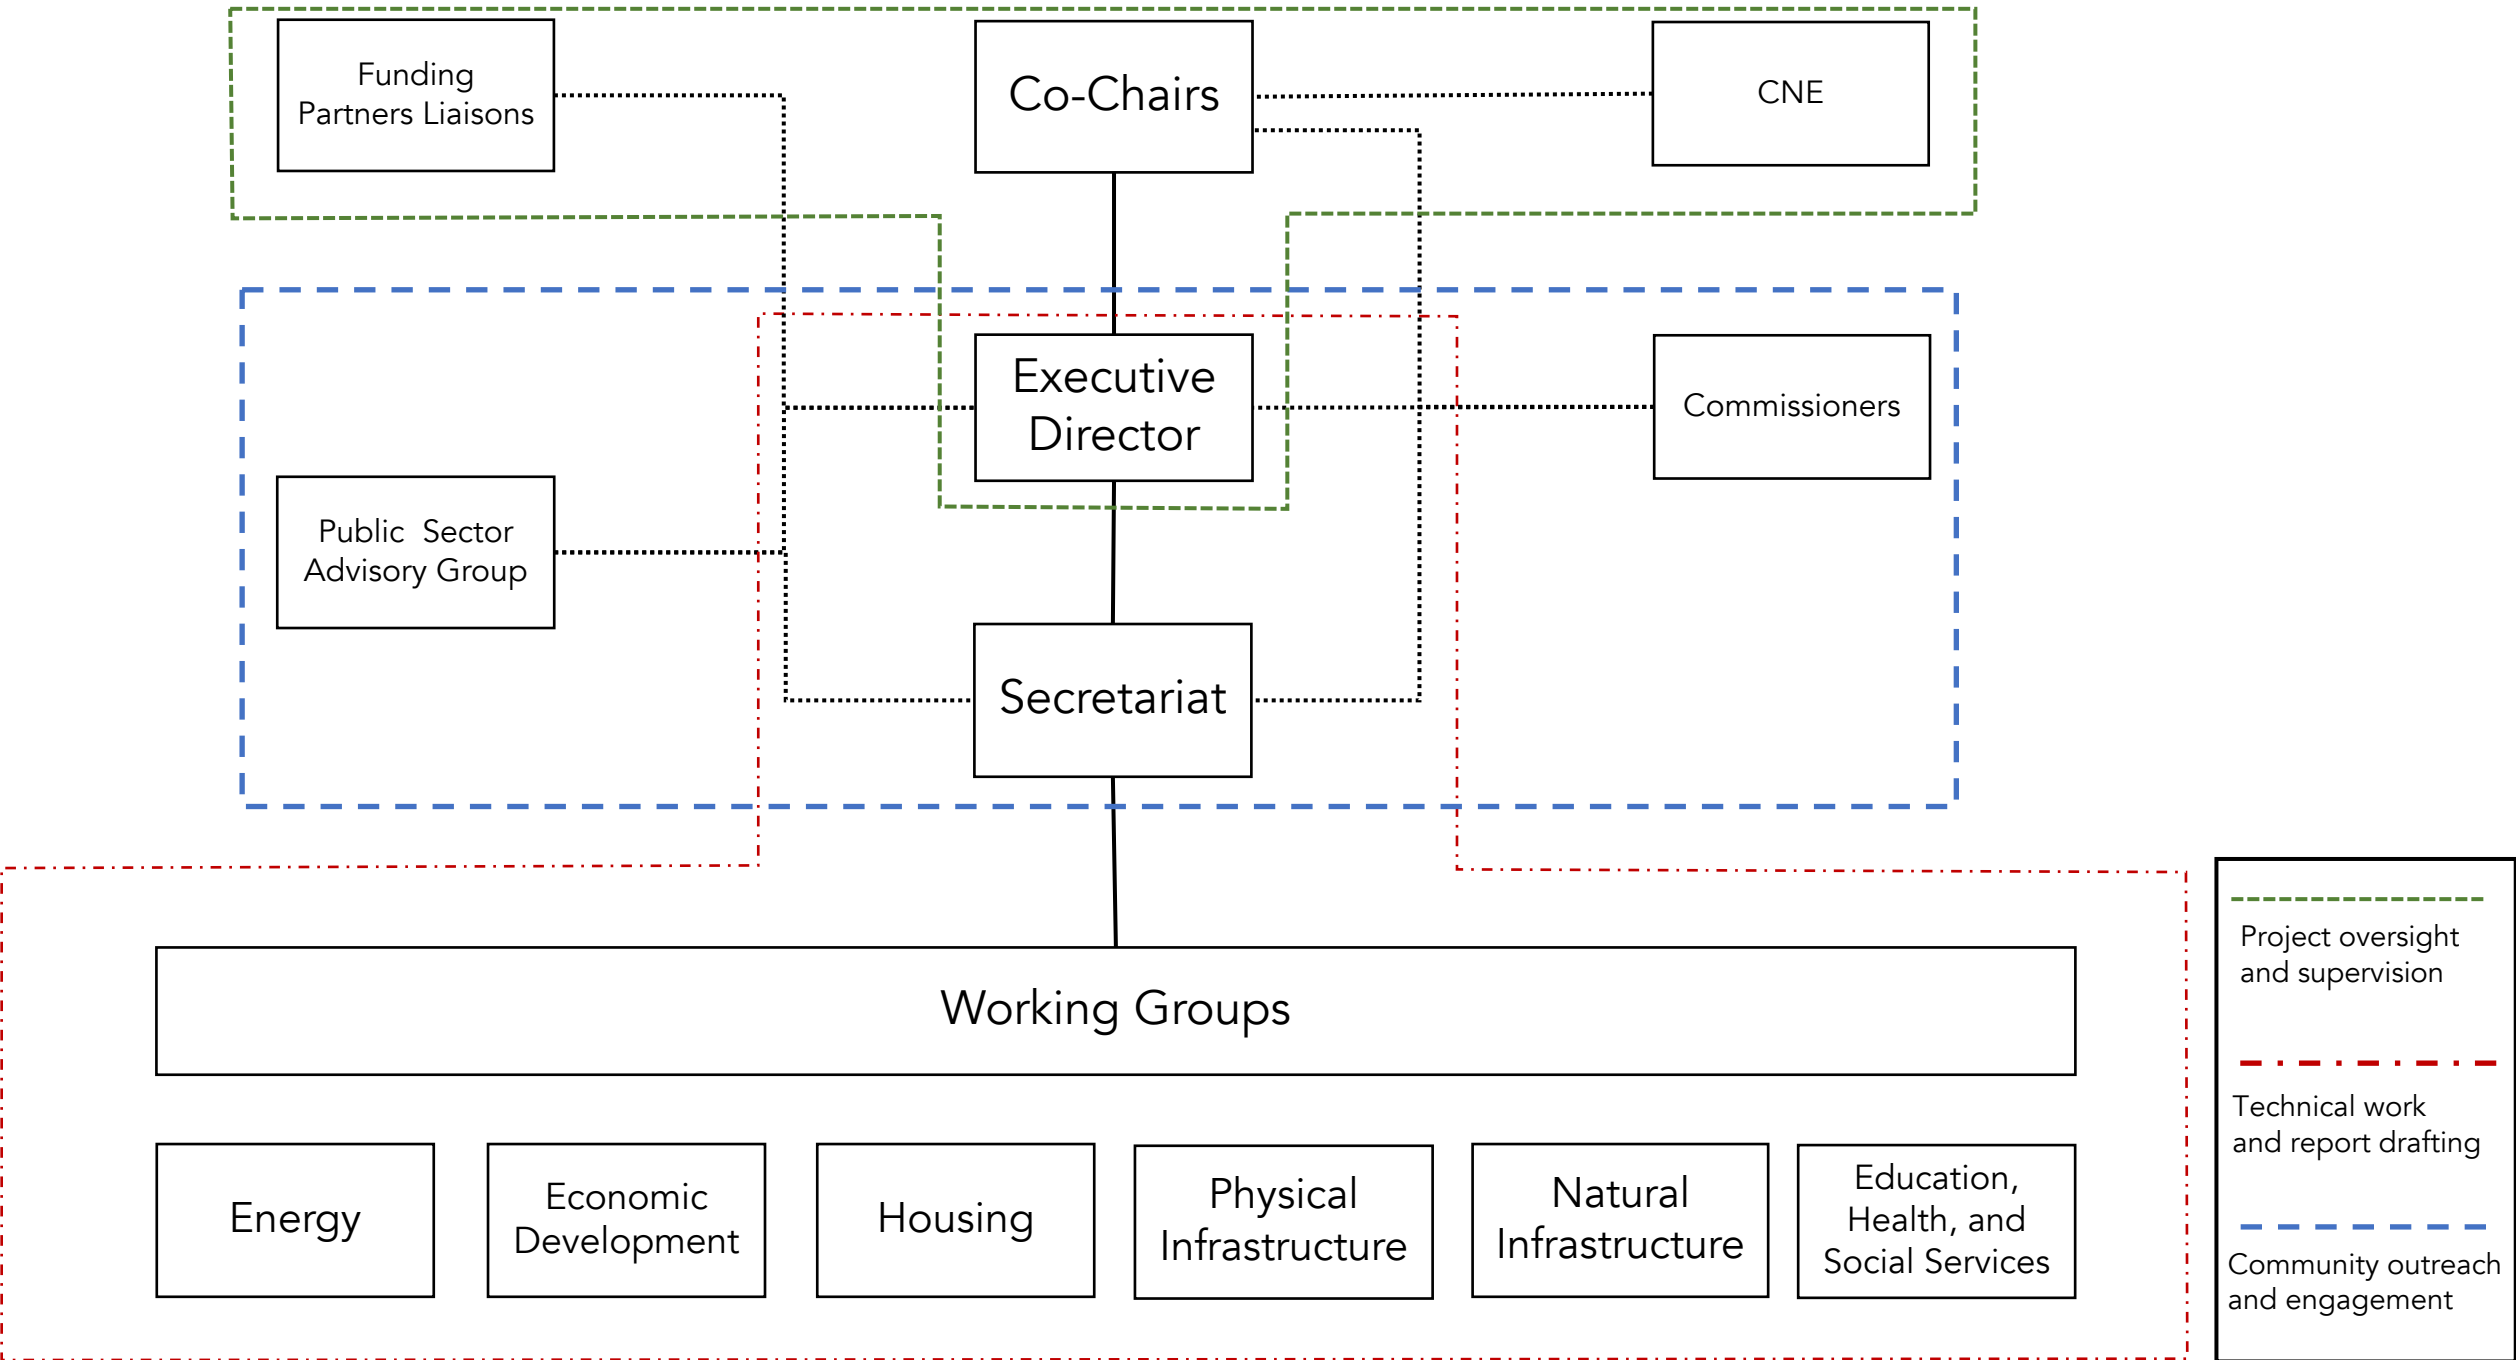 Funding
Partners Liaisons
Co-Chairs
CNE
Executive
Director
Commissioners
Public  Sector
Advisory Group
Secretariat
Working Groups
Energy
Economic
Development
Housing
Physical
Infrastructure
Natural
Infrastructure
Education,
Health, and
Social Services
Project oversight
and supervision
Technical work
and report drafting
Community outreach
and engagement